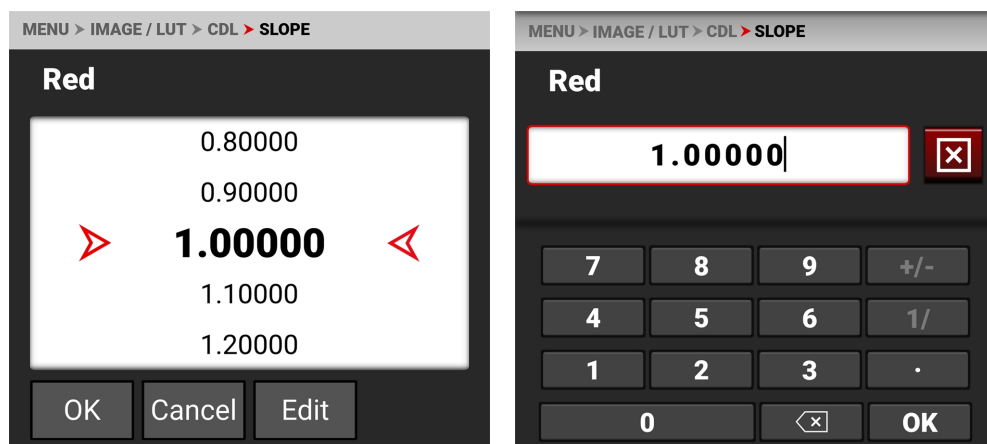 MENU > IMAGE / LUT > CDL > SLOPE
Red
0.80000
0.90000
1.00000
1.10000
1.20000
OK Cancel Edit
MENU > IMAGE / LUT > CDL > SLOPE
Red
1.00000
7 8 9 +/-
4 5 6 1/
1 2 3 .
0 OK